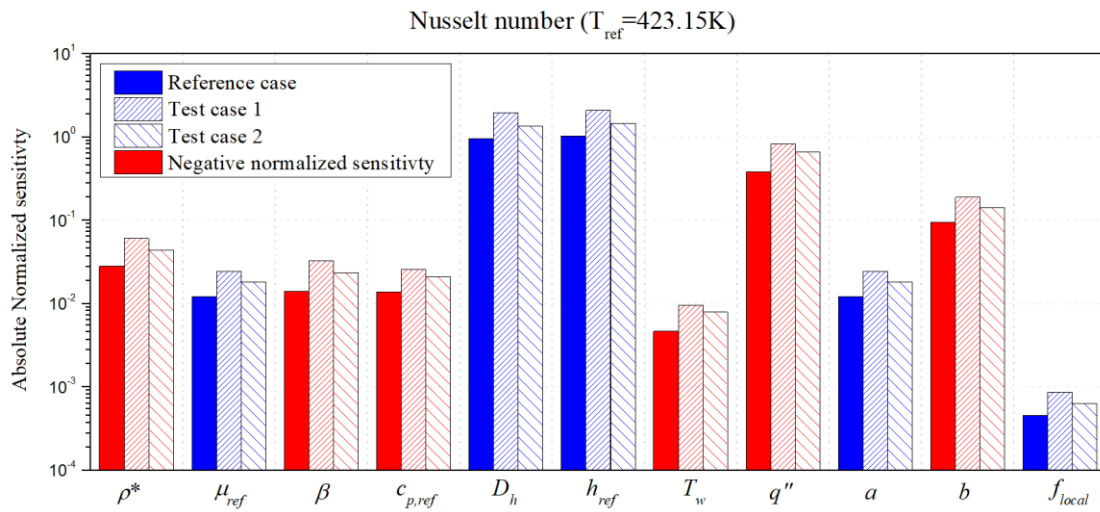 Nusselt number (T_ref=423.15K)
Absolute Normalized sensitivty
10^1
10^0
10^-1
10^-2
10^-3
10^-4
Reference case
Test case 1
Test case 2
Negative normalized sensitivty
ρ* μ_ref β c_p,ref D_h h_ref T_w q" a b f_local